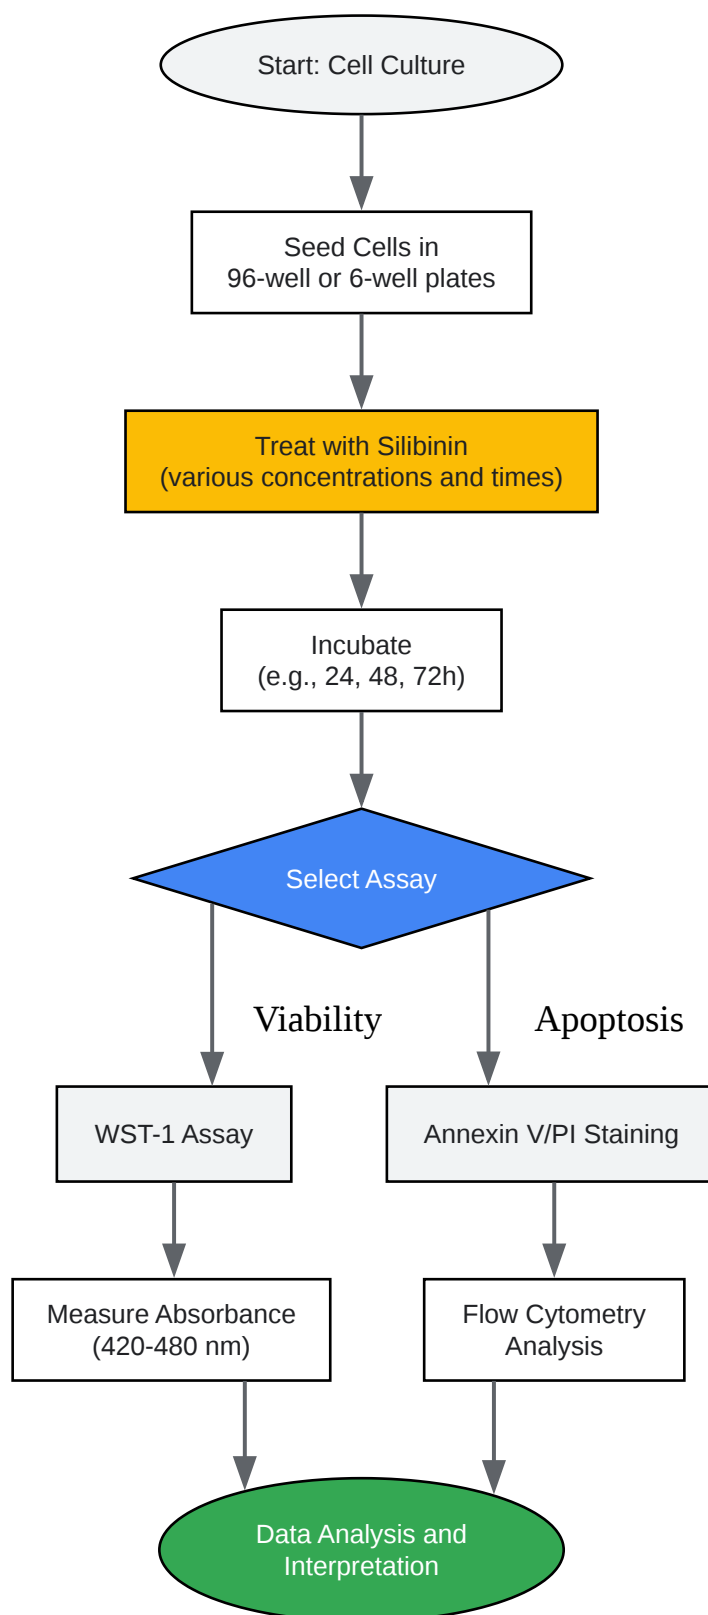 Start: Cell Culture
Seed Cells in
96-well or 6-well plates
Treat with Silibinin
(various concentrations and times)
Incubate
(e.g., 24, 48, 72h)
Select Assay
Viability
Apoptosis
WST-1 Assay
Annexin V/PI Staining
Measure Absorbance
(420-480 nm)
Flow Cytometry
Analysis
Data Analysis and
Interpretation